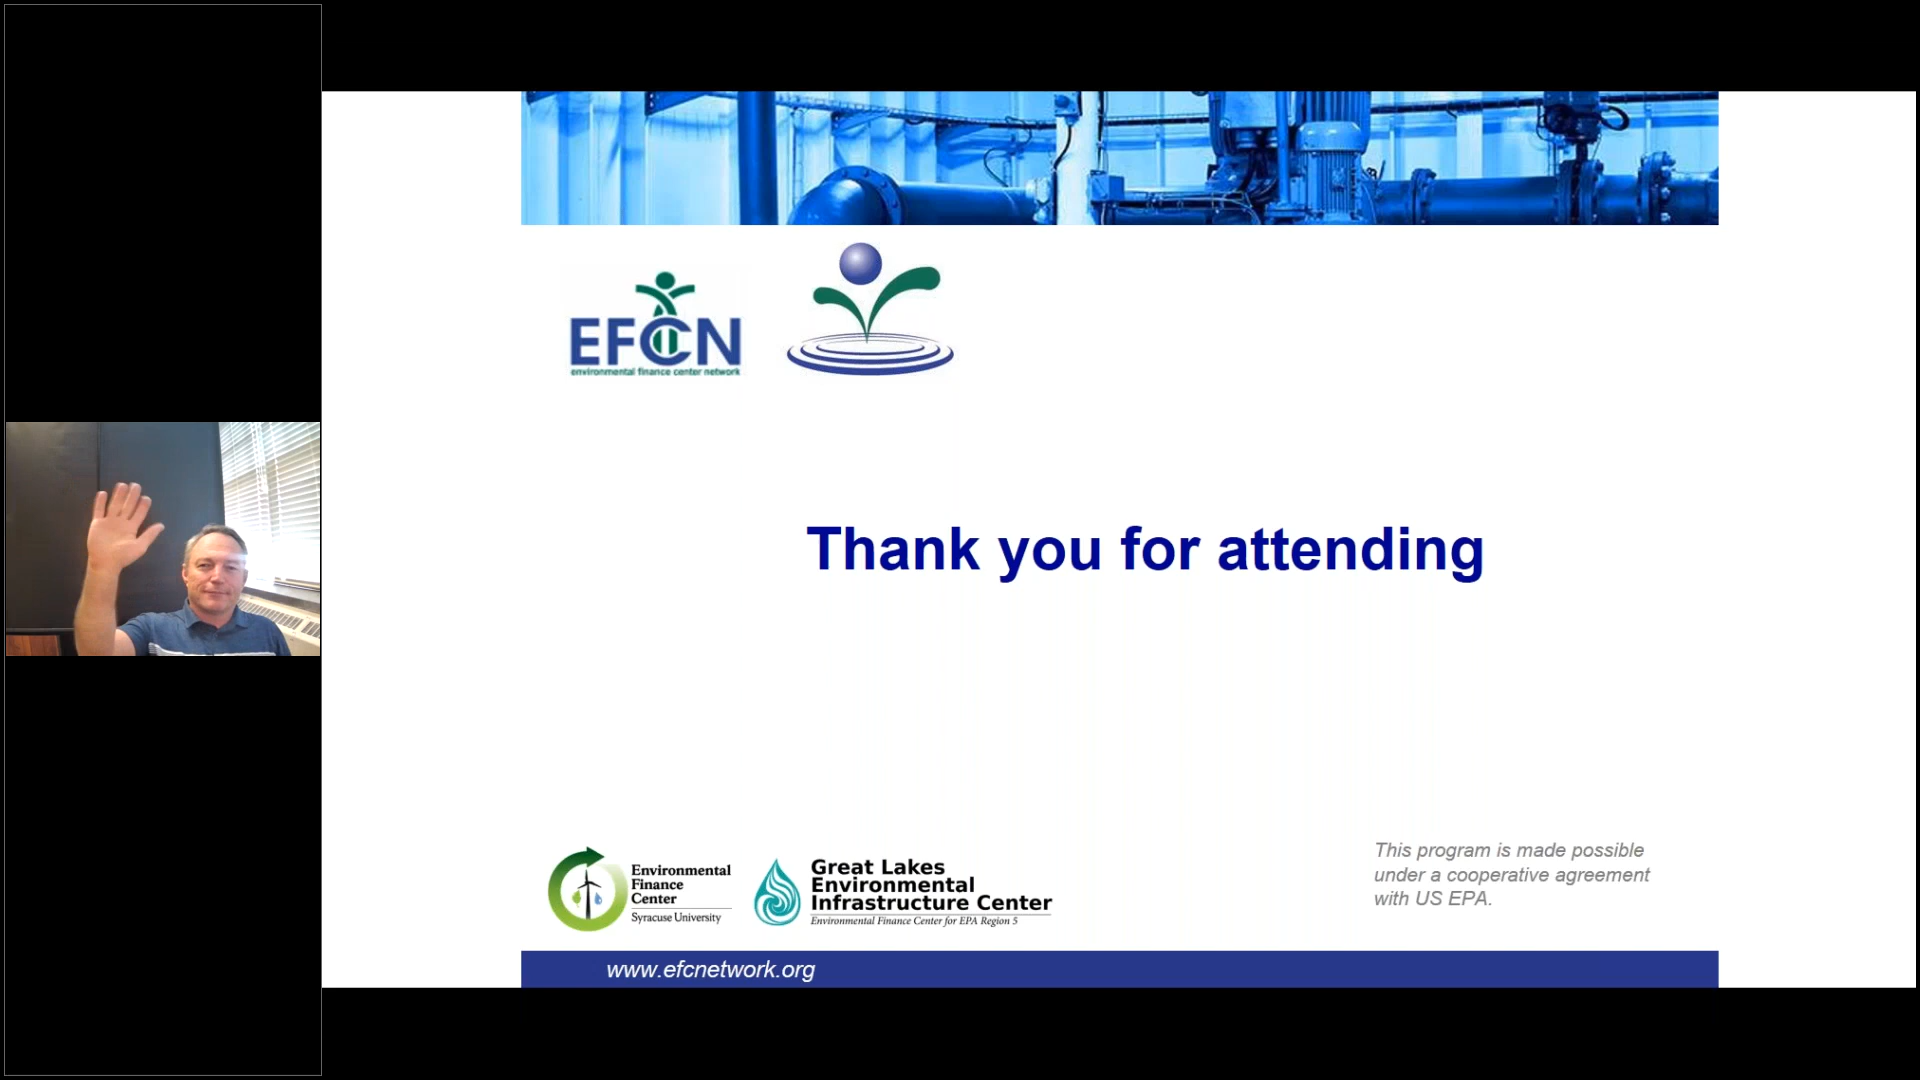 EFCN
environmental finance center network
Thank you for attending
Environmental
Finance
Center
Syracuse University
Great Lakes
Environmental
Infrastructure Center
Environmental Finance Center for EPA Region 5
This program is made possible
under a cooperative agreement
with US EPA.
www.efcnetwork.org